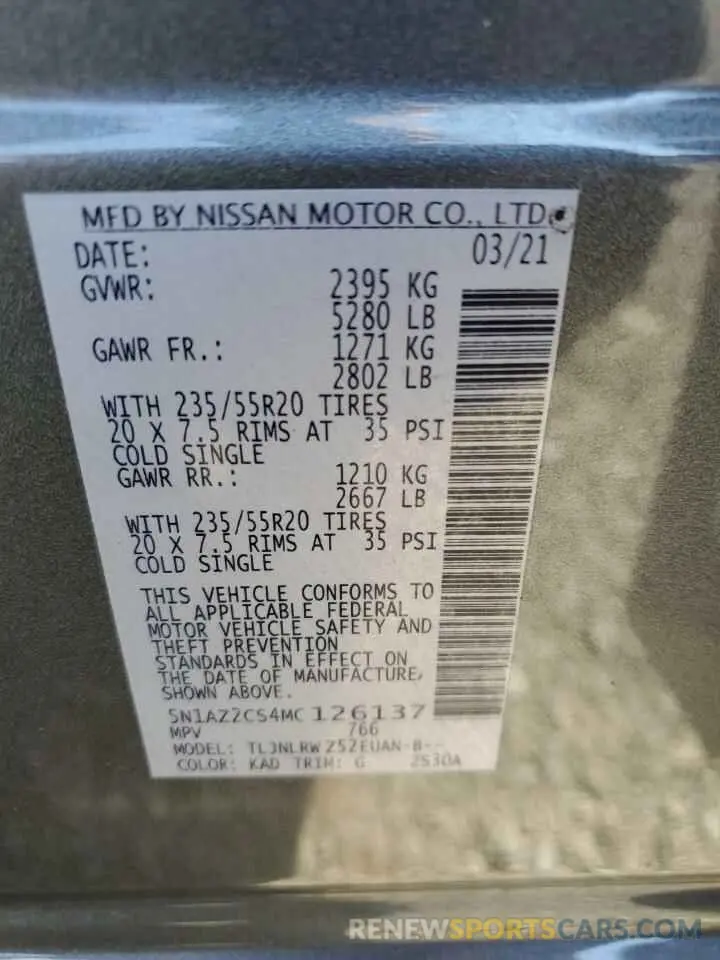 MFD BY NISSAN MOTOR CO., LTD.
DATE: 03/21
GVWR: 2395 KG
5280 LB
GAWR FR.: 1271 KG
2802 LB
WITH 235/55R20 TIRES
20 X 7.5 RIMS AT 35 PSI
COLD SINGLE
GAWR RR.: 1210 KG
2667 LB
WITH 235/55R20 TIRES
20 X 7.5 RIMS AT 35 PSI
COLD SINGLE
THIS VEHICLE CONFORMS TO
ALL APPLICABLE FEDERAL
MOTOR VEHICLE SAFETY AND
THEFT PREVENTION
STANDARDS IN EFFECT ON
THE DATE OF MANUFACTURE,
SHOWN ABOVE.
5N1AZ2CS4MC126137
MPV 766
MODEL:
COLOR: KAD TRIM: G 2S30A
RENEWSPORTSCARS.COM